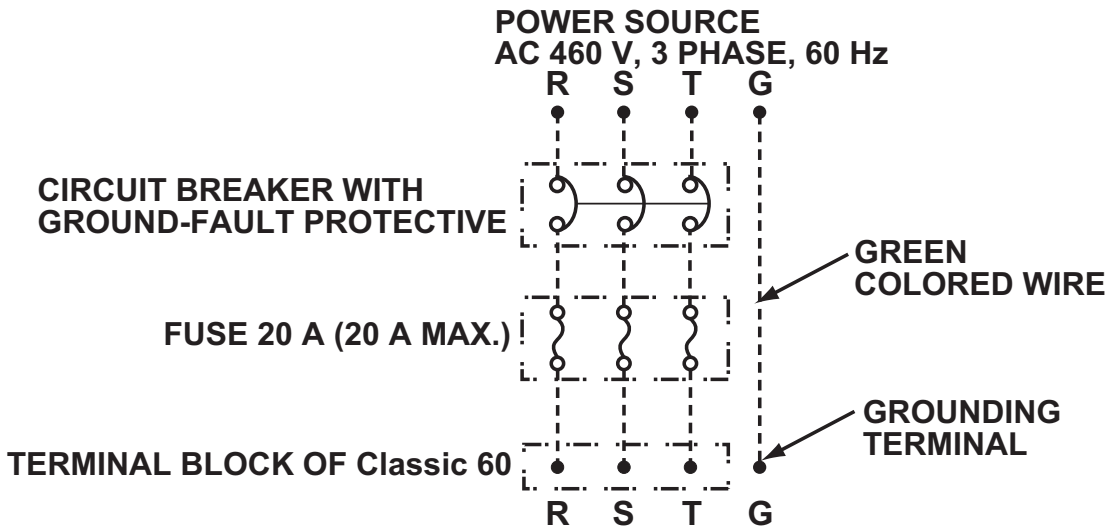 POWER SOURCE
AC 460 V, 3 PHASE, 60 Hz
R S T G
CIRCUIT BREAKER WITH
GROUND-FAULT PROTECTIVE
GREEN
COLORED WIRE
FUSE 20 A (20 A MAX.)
GROUNDING
TERMINAL
TERMINAL BLOCK OF Classic 60
R S T G